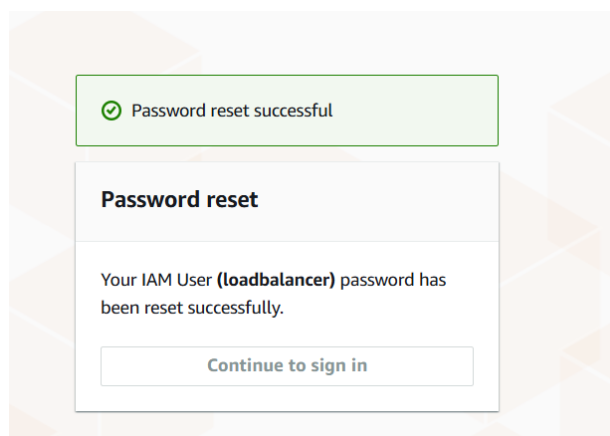 Password reset successful
Password reset
Your IAM User (loadbalancer) password has
been reset successfully.
Continue to sign in